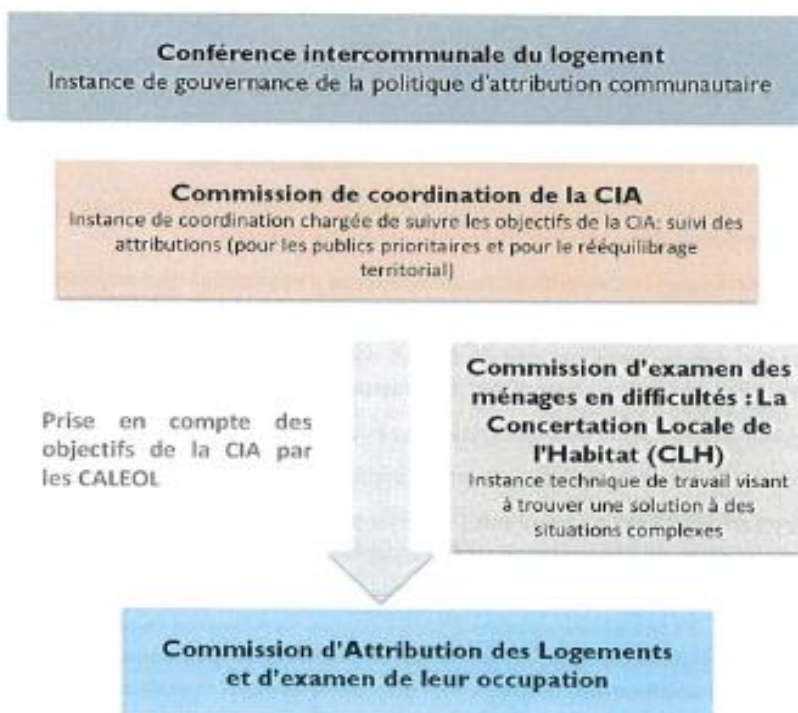 Conférence intercommunale du logement
Instance de gouvernance de la politique d'attribution communautaire
Commission de coordination de la CIA
Instance de coordination chargée de suivre les objectifs de la CIA: suivi des
attributions (pour les publics prioritaires et pour le rééquilibrage
territorial)
Prise en compte des
objectifs de la CIA par
les CALEOL
Commission d'examen des
ménages en difficultés : La
Concertation Locale de
l'Habitat (CLH)
Instance technique de travail visant
à trouver une solution à des
situations complexes
Commission d'Attribution des Logements
et d'examen de leur occupation